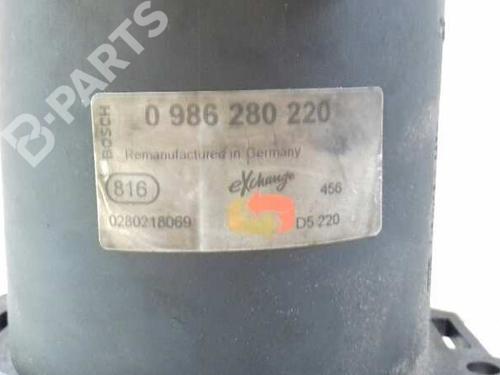 B-PARTS
BOSCH
0 986 280 220
Remanufactured in Germany
816
eXchange
456
0280218069
D5 220